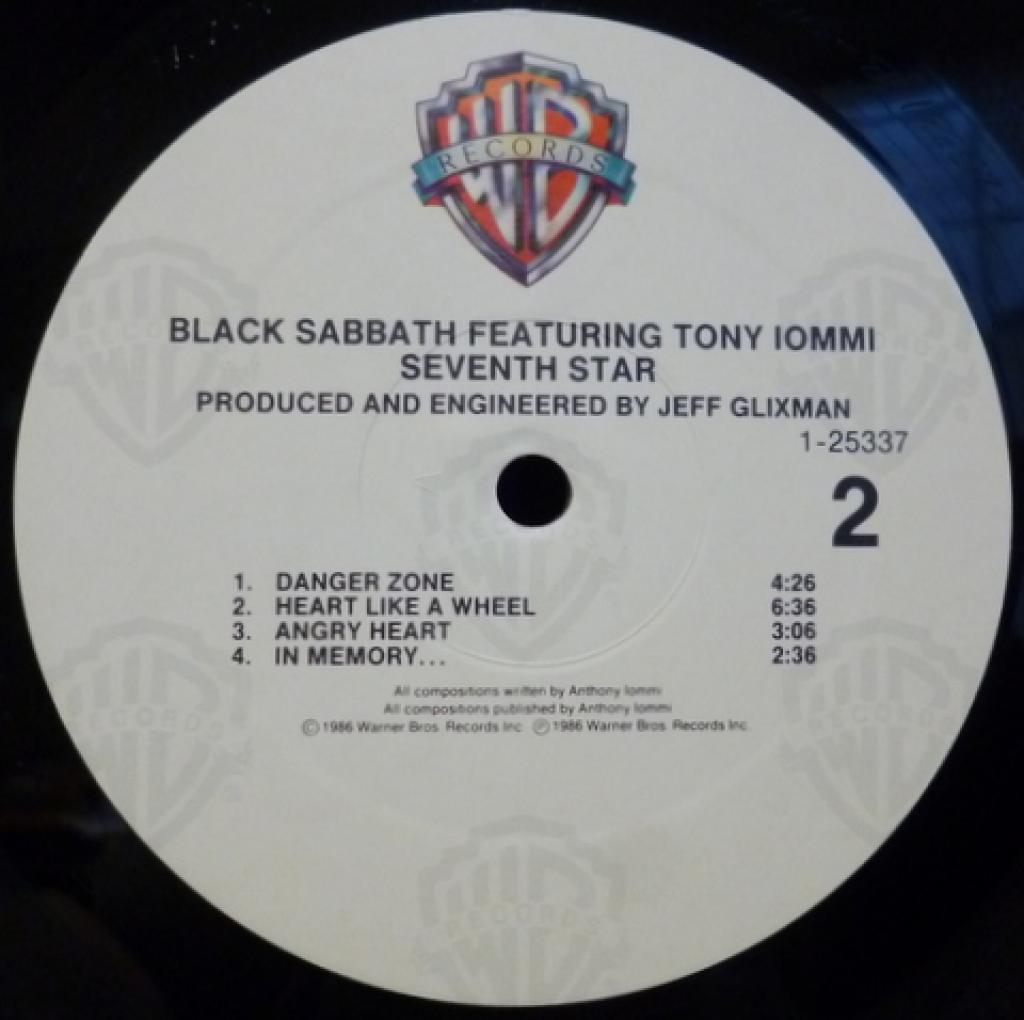 WB
RECORDS
BLACK SABBATH FEATURING TONY IOMMI
SEVENTH STAR
PRODUCED AND ENGINEERED BY JEFF GLIXMAN
1-25337
2
1. DANGER ZONE 4:26
2. HEART LIKE A WHEEL 6:36
3. ANGRY HEART 3:06
4. IN MEMORY... 2:36
All compositions written by Anthony Iommi
All compositions published by Anthony Iommi
©1986 Warner Bros. Records Inc. ℗1986 Warner Bros. Records Inc.